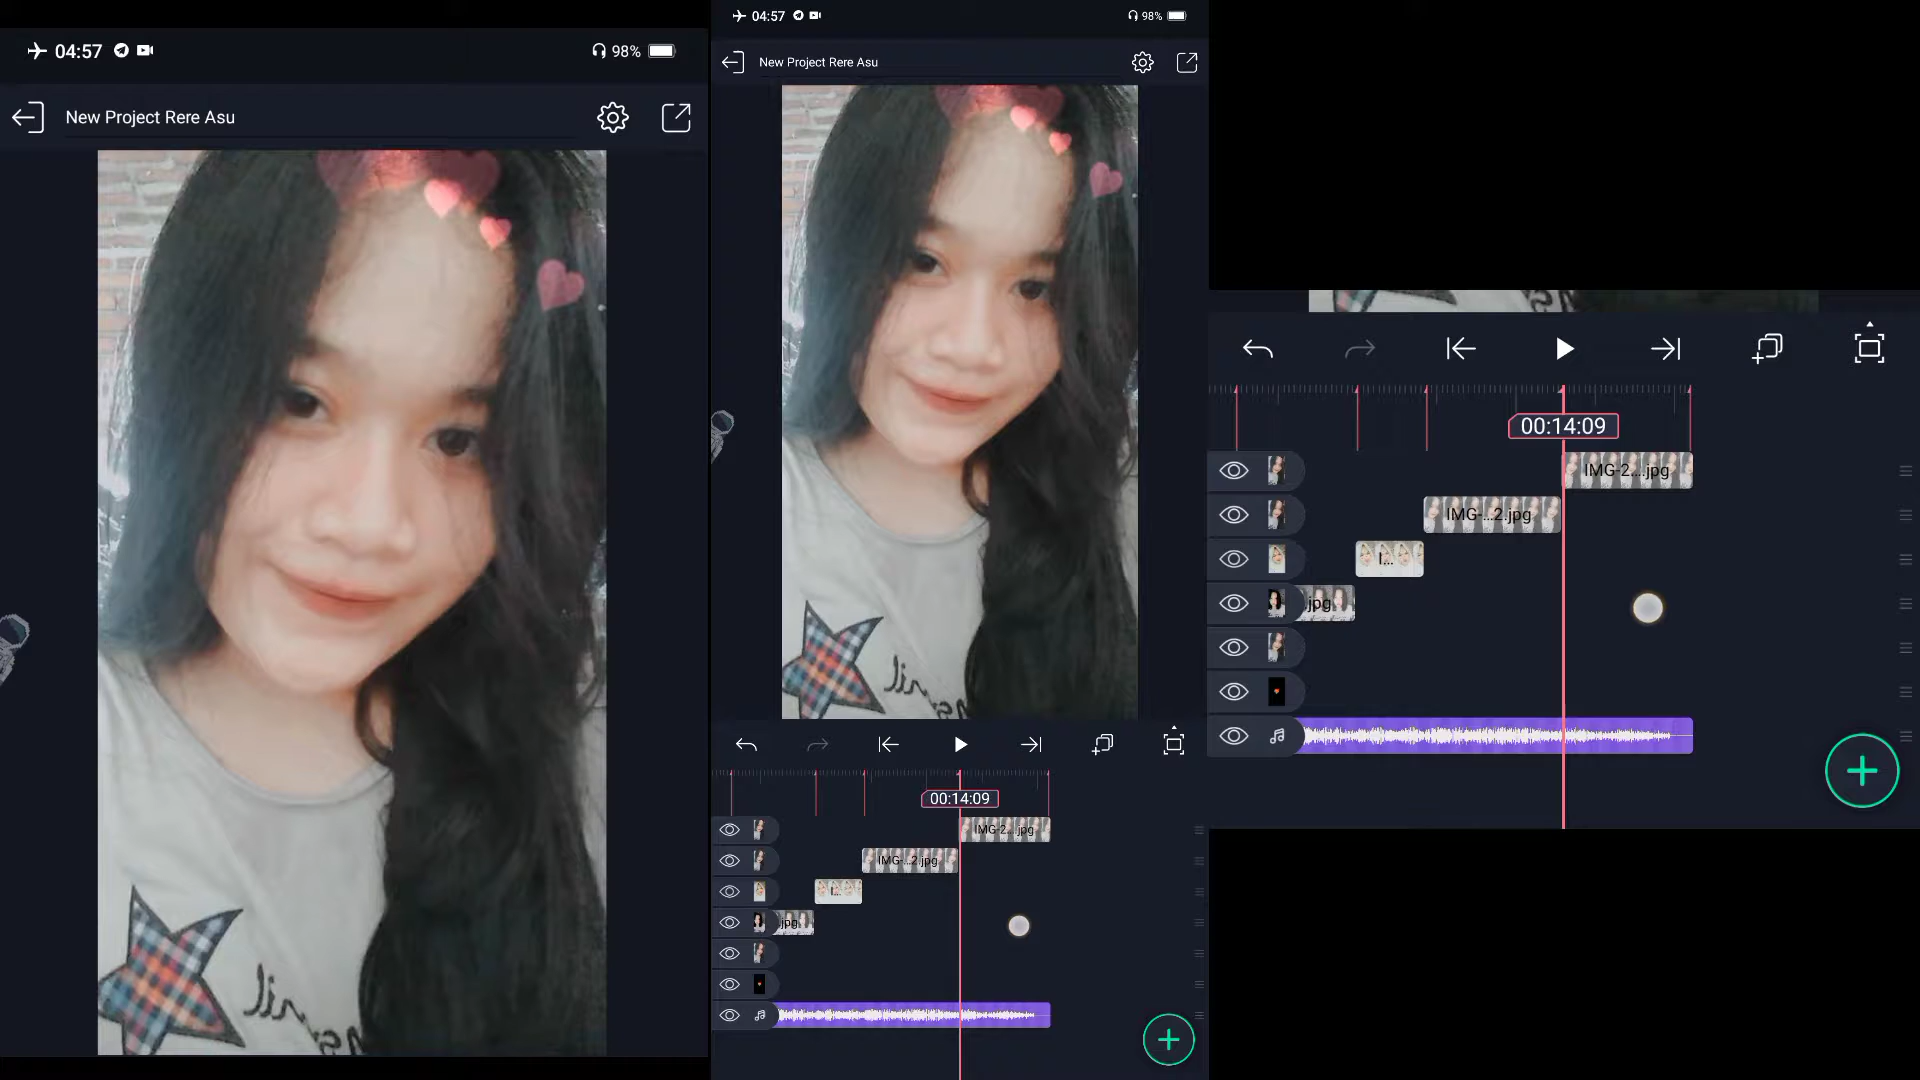 04:57
98%
New Project Rere Asu
04:57
98%
New Project Rere Asu
00:14:09
IMG-2....jpg
IMG-...2.jpg
I...
.jpg
00:14:09
IMG-2....jpg
IMG-...2.jpg
I...
.jpg